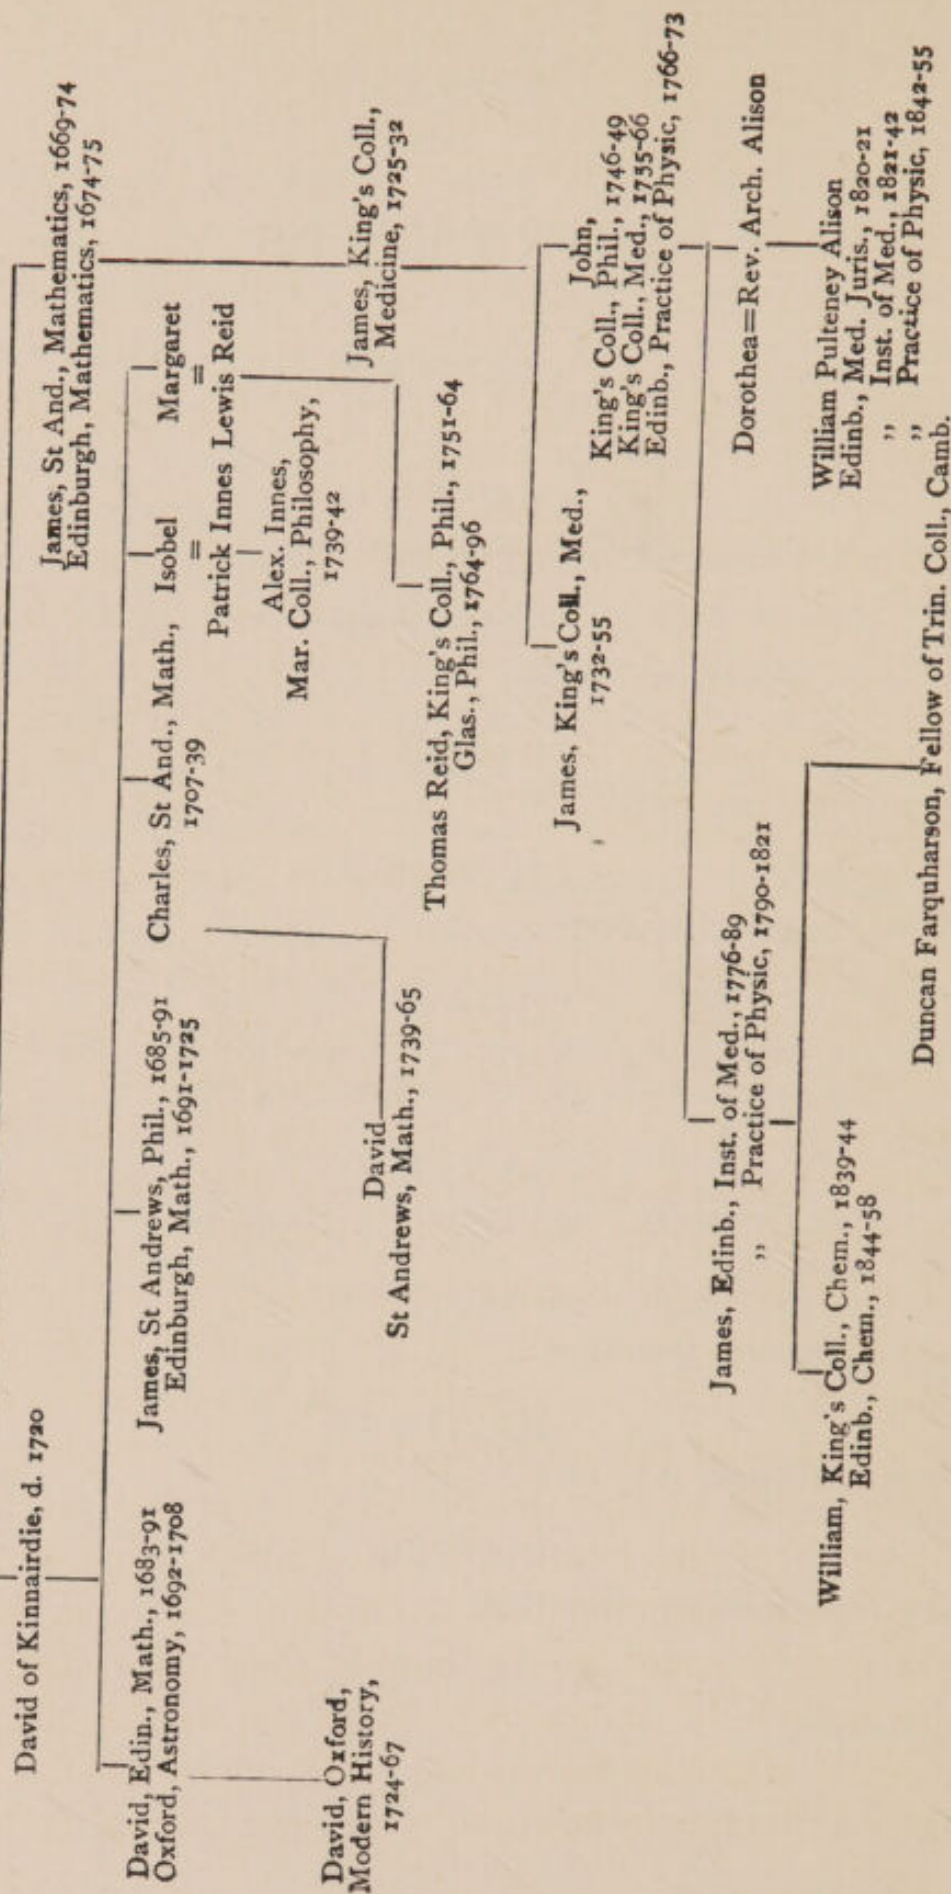 David of Kinnairdie, d. 1720
James, St And., Mathematics, 1669-74
Edinburgh, Mathematics, 1674-75
David, Edin., Math., 1683-91
Oxford, Astronomy, 1692-1708
James, St Andrews, Phil., 1685-91
Edinburgh, Math., 1691-1725
Charles, St And., Math.,
1707-39
Isobel
=
Patrick Innes
Margaret
=
Lewis Reid
Alex. Innes,
Mar. Coll., Philosophy,
1739-42
James, King's Coll.,
Medicine, 1725-32
David, Oxford,
Modern History,
1724-67
David
St Andrews, Math., 1739-65
Thomas Reid, King's Coll., Phil., 1751-64
Glas., Phil., 1764-96
James, King's Coll., Med.,
1732-55
John,
King's Coll., Phil., 1746-49
King's Coll., Med., 1755-66
Edinb., Practice of Physic, 1766-73
James, Edinb., Inst. of Med., 1776-89
,, Practice of Physic, 1790-1821
Dorothea=Rev. Arch. Alison
William, King's Coll., Chem., 1839-44
Edinb., Chem., 1844-58
William Pulteney Alison
Edinb., Med. Juris., 1820-21
,, Inst. of Med., 1821-42
,, Practice of Physic, 1842-55
Duncan Farquharson, Fellow of Trin. Coll., Camb.